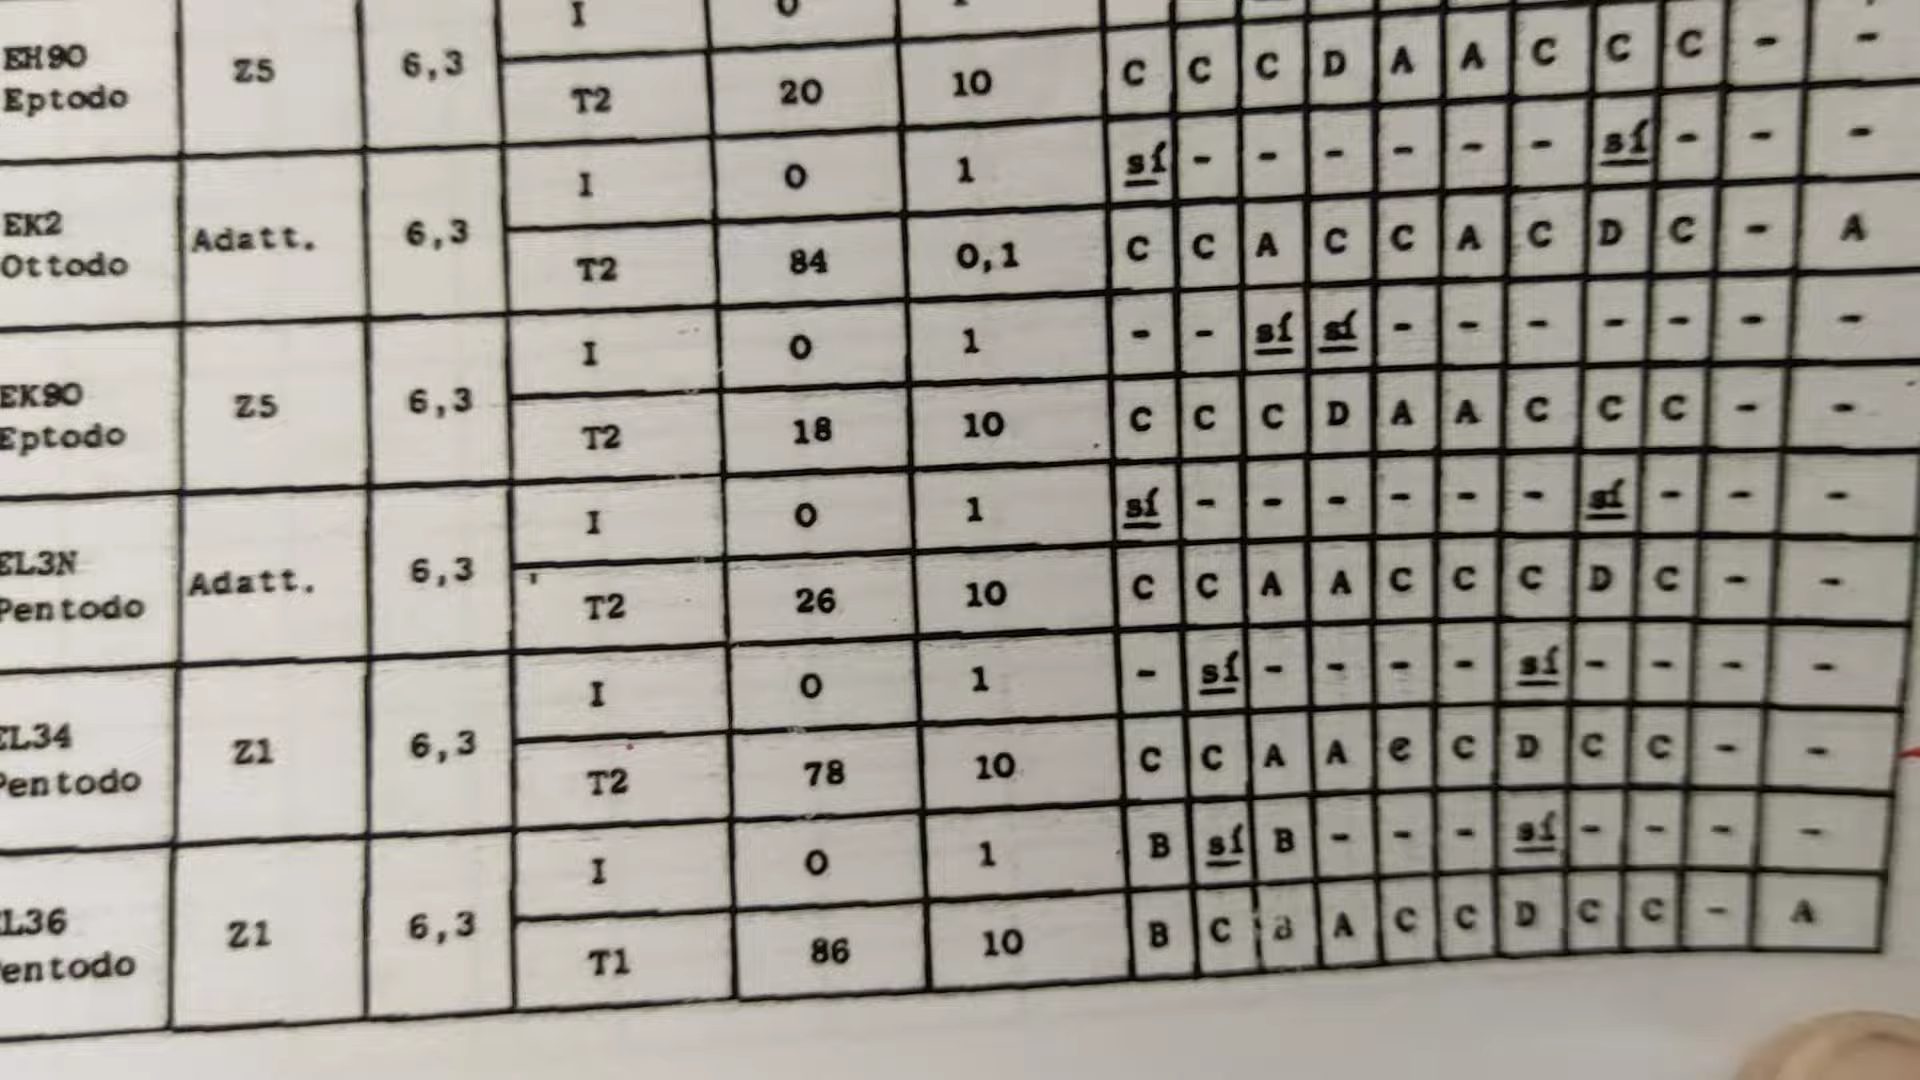 I 0 1
EH90
Eptodo Z5 6,3
T2 20 10 C C C D A A C C C - -
I 0 1 sí - - - - - - sí - - -
EK2
Ottodo Adatt. 6,3
T2 84 0,1 C C A C C A C D C - A
I 0 1 - - sí sí - - - - - - -
EK90
Eptodo Z5 6,3
T2 18 10 C C C D A A C C C - -
I 0 1 sí - - - - - - sí - - -
EL3N
Pentodo Adatt. 6,3
T2 26 10 C C A A C C C D C - -
I 0 1 - sí - - - - sí - - - -
EL34
Pentodo Z1 6,3
T2 78 10 C C A A e C D C C - -
I 0 1 B sí B - - - sí - - - -
L36
entodo Z1 6,3
T1 86 10 B C a A C C D C C - A